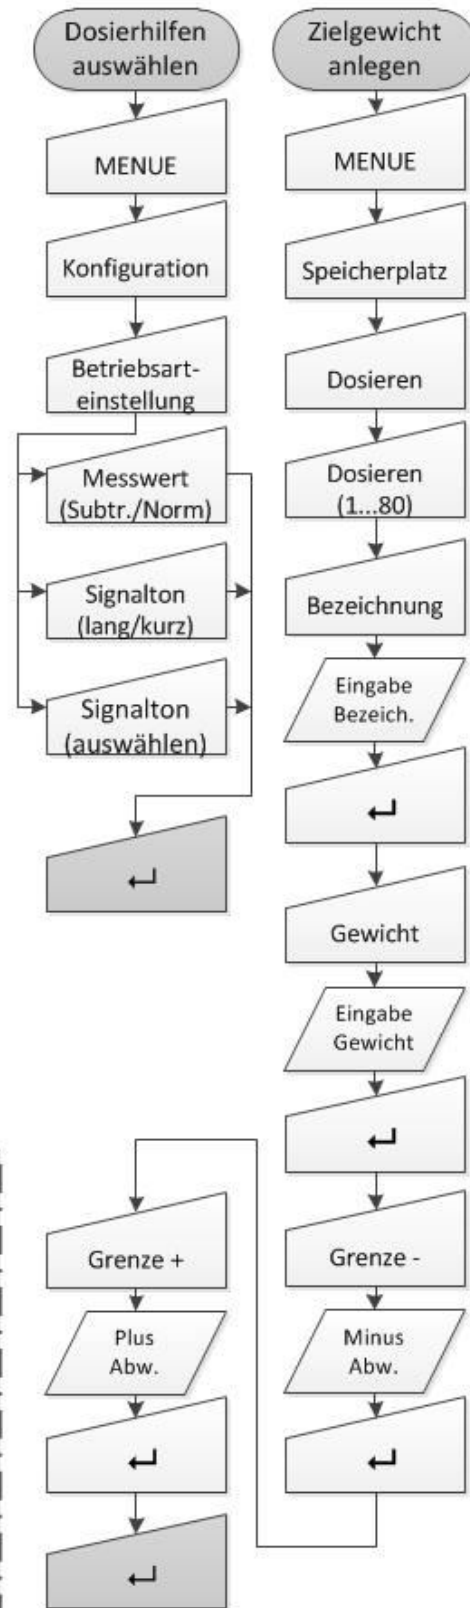 Dosierhilfen
auswählen
MENUE
Konfiguration
Betriebsart-
einstellung
Messwert
(Subtr./Norm)
Signalton
(lang/kurz)
Signalton
(auswählen)
↵
Zielgewicht
anlegen
MENUE
Speicherplatz
Dosieren
Dosieren
(1...80)
Bezeichnung
Eingabe
Bezeich.
↵
Gewicht
Eingabe
Gewicht
↵
Grenze -
Minus
Abw.
↵
Grenze +
Plus
Abw.
↵
↵